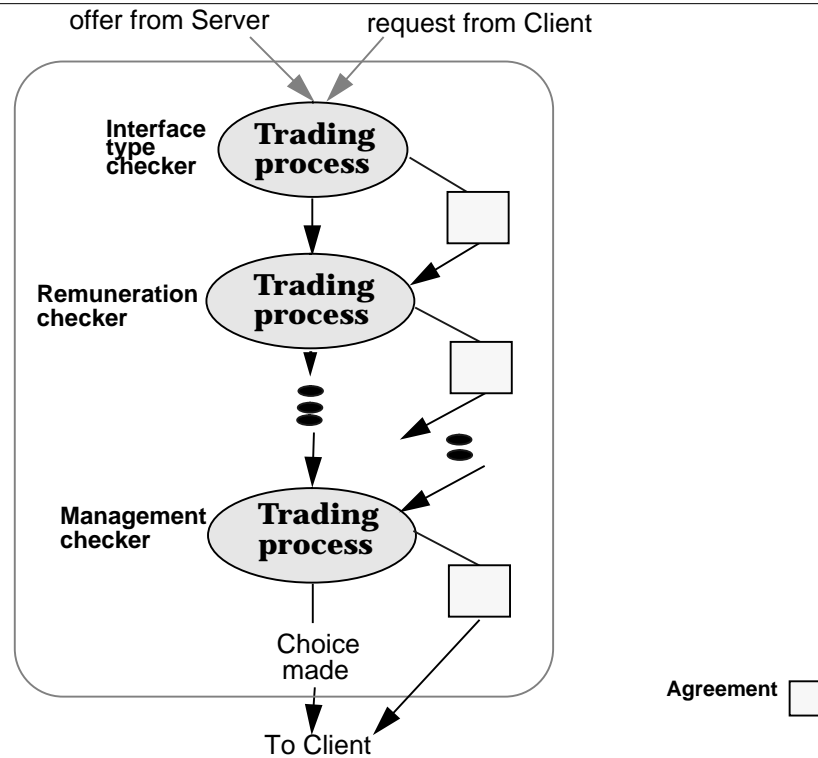 offer from Server
request from Client
Interface
type
checker
Trading
process
Remuneration
checker
Trading
process
Management
checker
Trading
process
Choice
made
Agreement
To Client